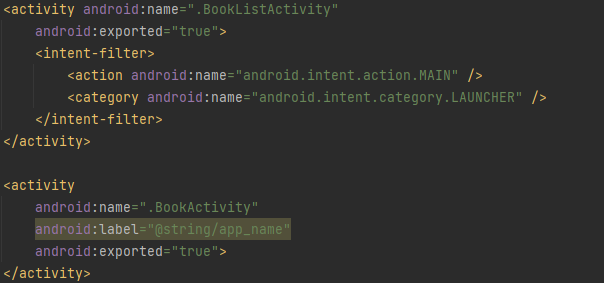 <activity android:name=".BookListActivity"
    android:exported="true">
    <intent-filter>
        <action android:name="android.intent.action.MAIN" />
        <category android:name="android.intent.category.LAUNCHER" />
    </intent-filter>
</activity>

<activity
    android:name=".BookActivity"
    android:label="@string/app_name"
    android:exported="true">
</activity>